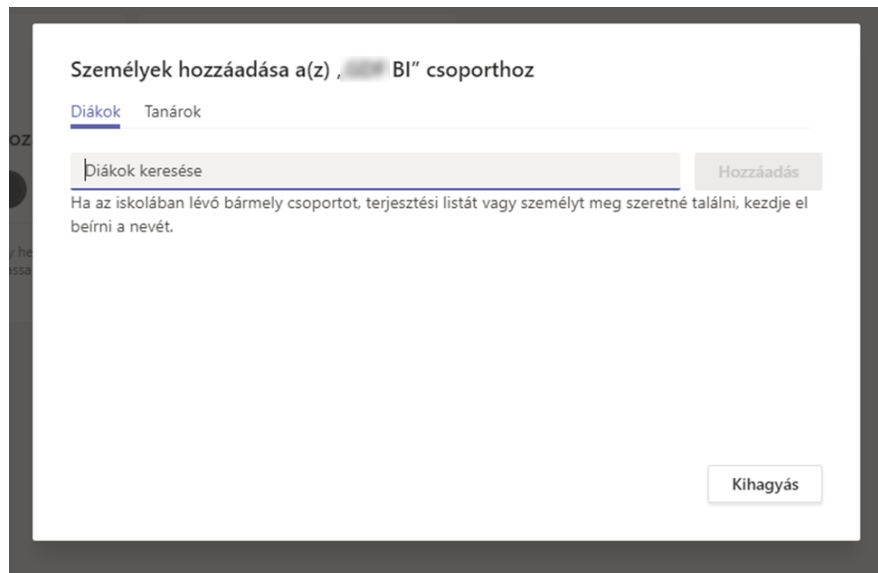 Személyek hozzáadása a(z) „ BI” csoporthoz
Diákok Tanárok
Diákok keresése Hozzáadás
Ha az iskolában lévő bármely csoportot, terjesztési listát vagy személyt meg szeretné találni, kezdje el
beírni a nevét.
Kihagyás